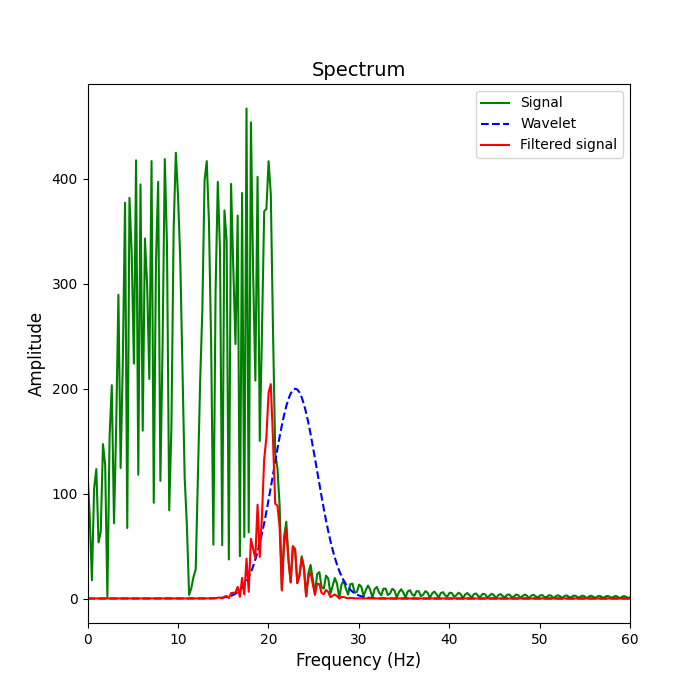 Spectrum
Signal
Wavelet
Filtered signal
400
300
200
100
0
Amplitude
0 10 20 30 40 50 60
Frequency (Hz)